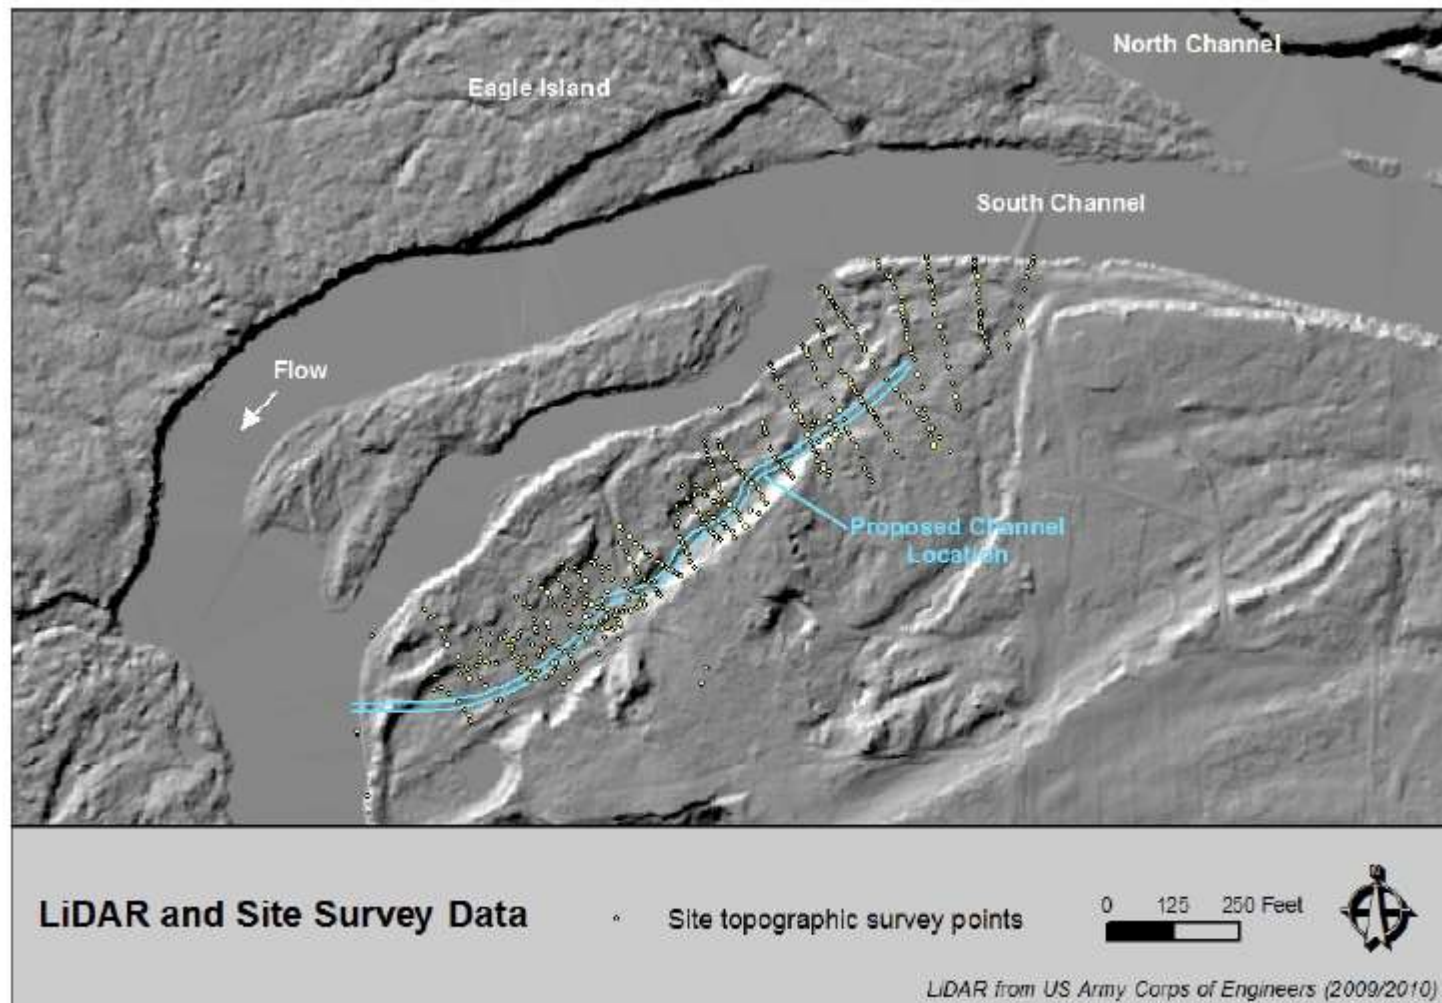 North Channel
Eagle Island
South Channel
Flow
Proposed Channel
Location
LiDAR and Site Survey Data
Site topographic survey points
0 125 250 Feet
LiDAR from US Army Corps of Engineers (2009/2010)